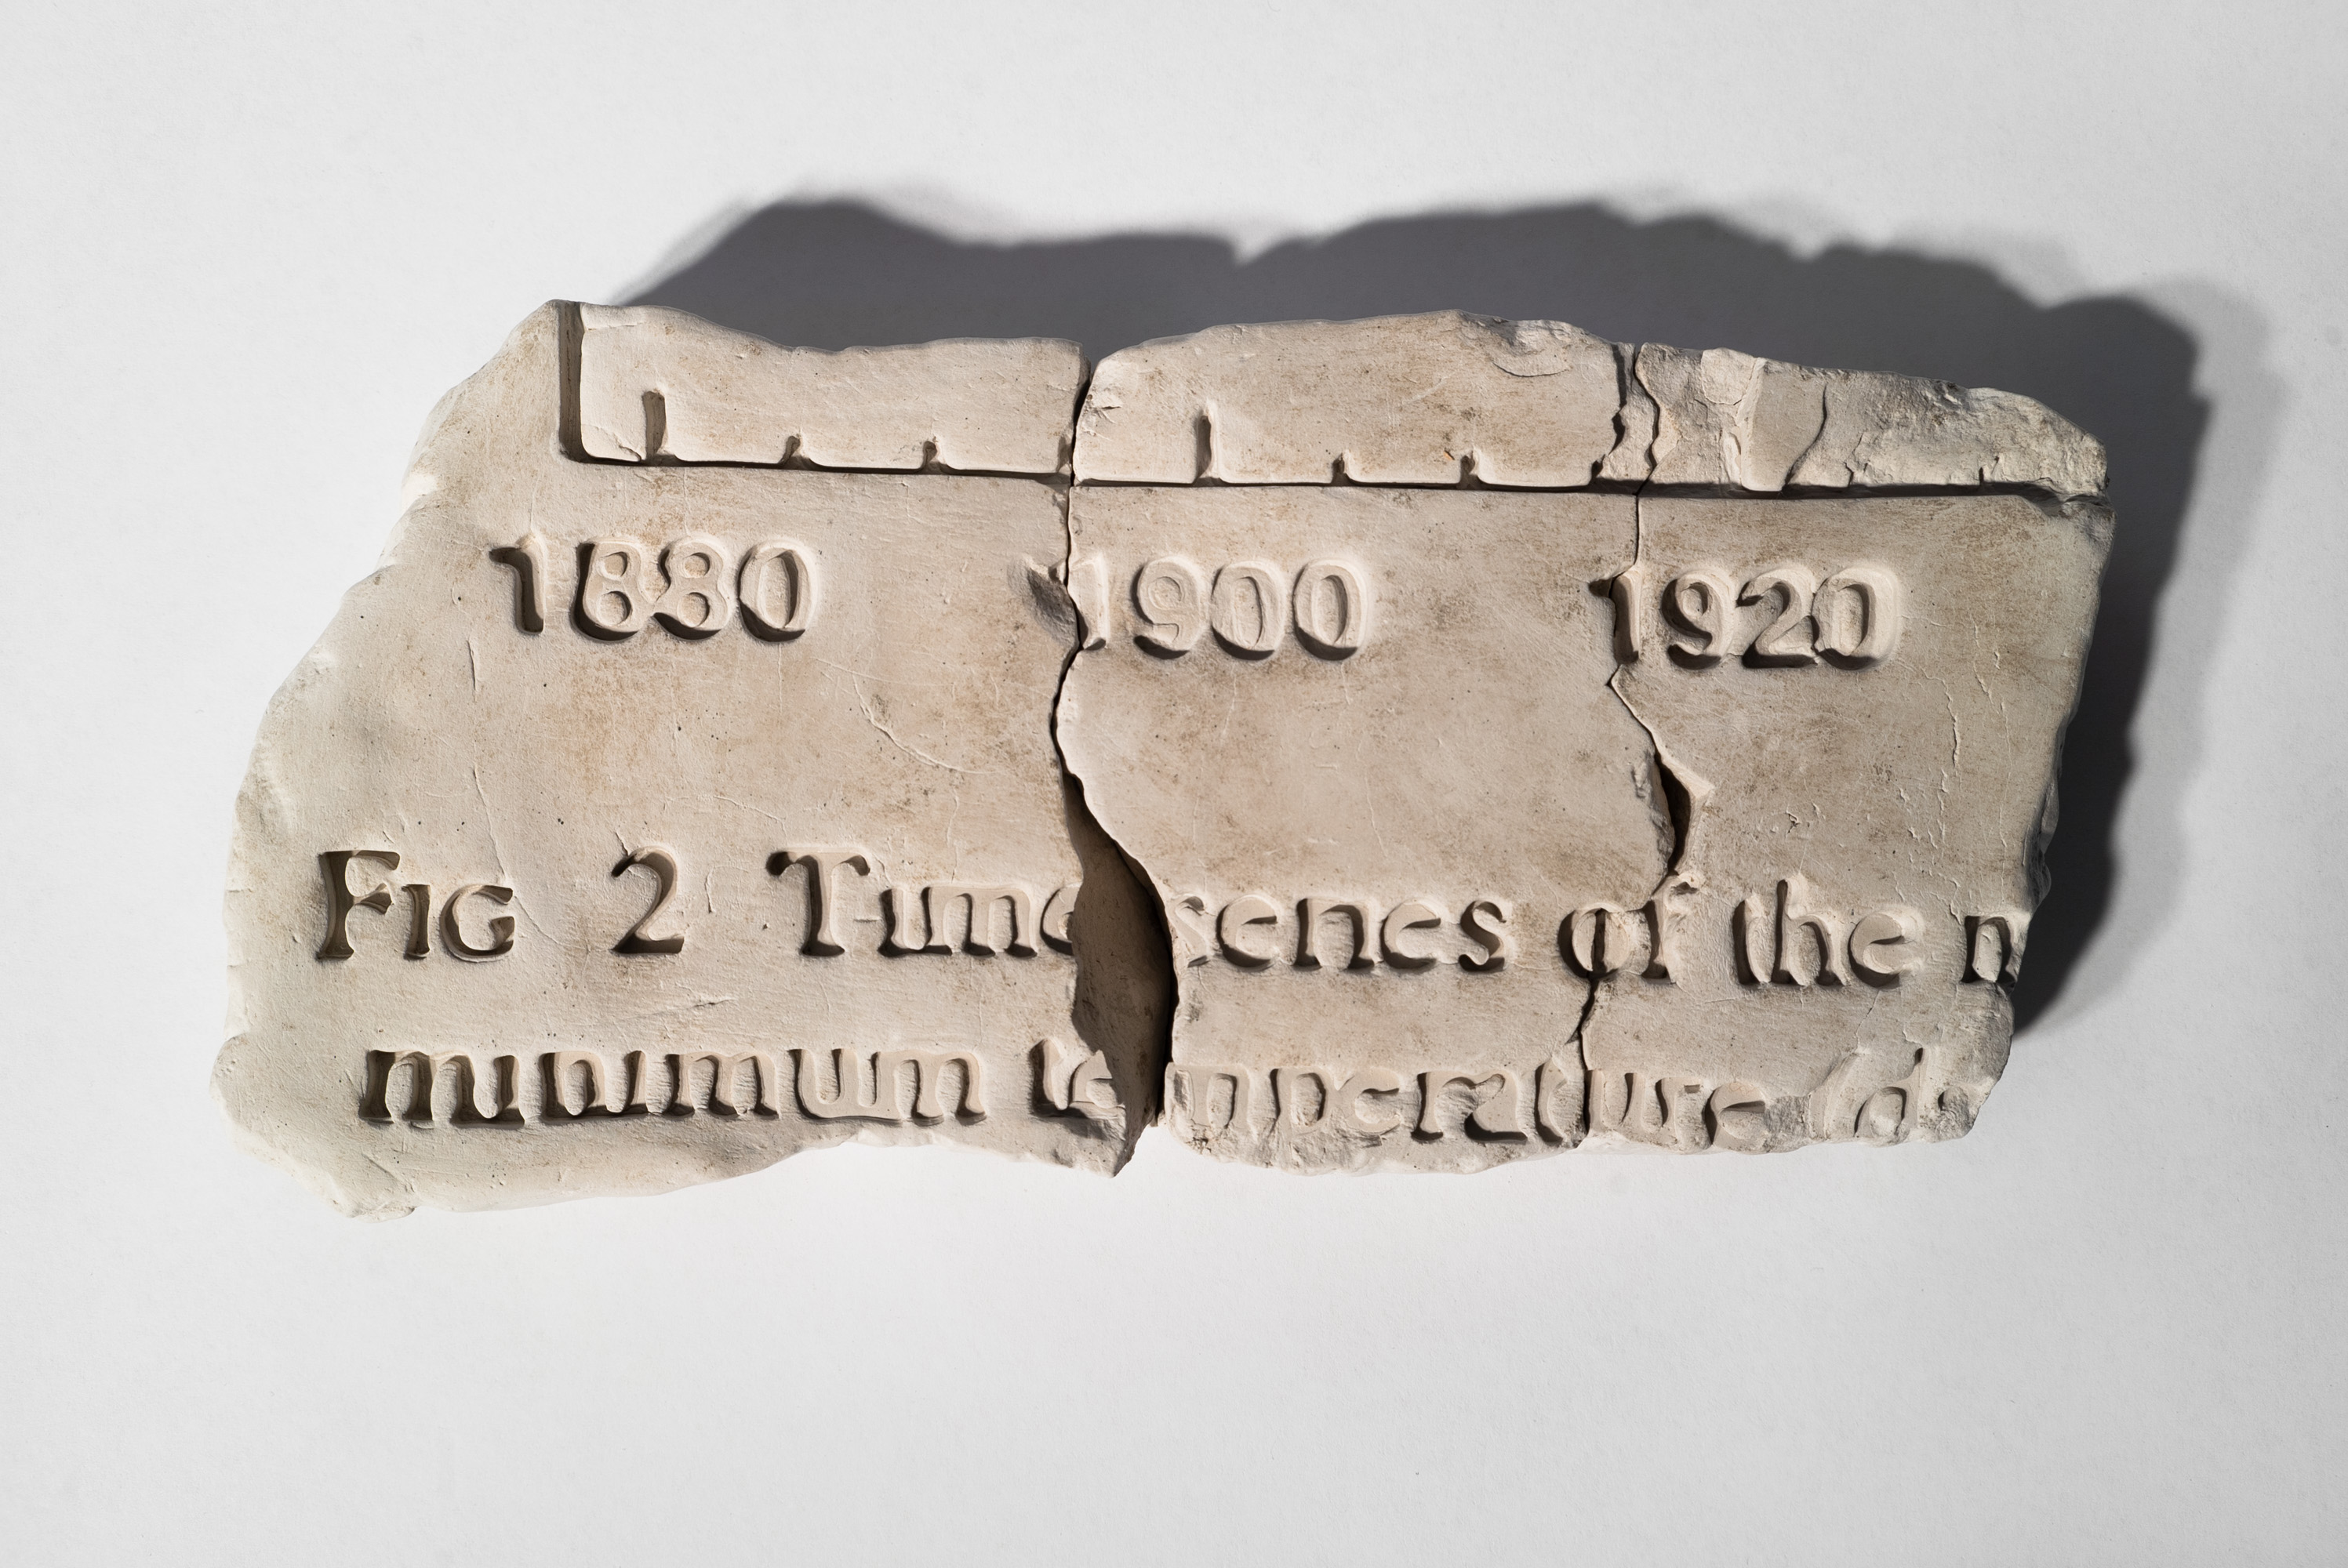 1880 1900 1920
Fig 2 Time series of the
minimum temperature